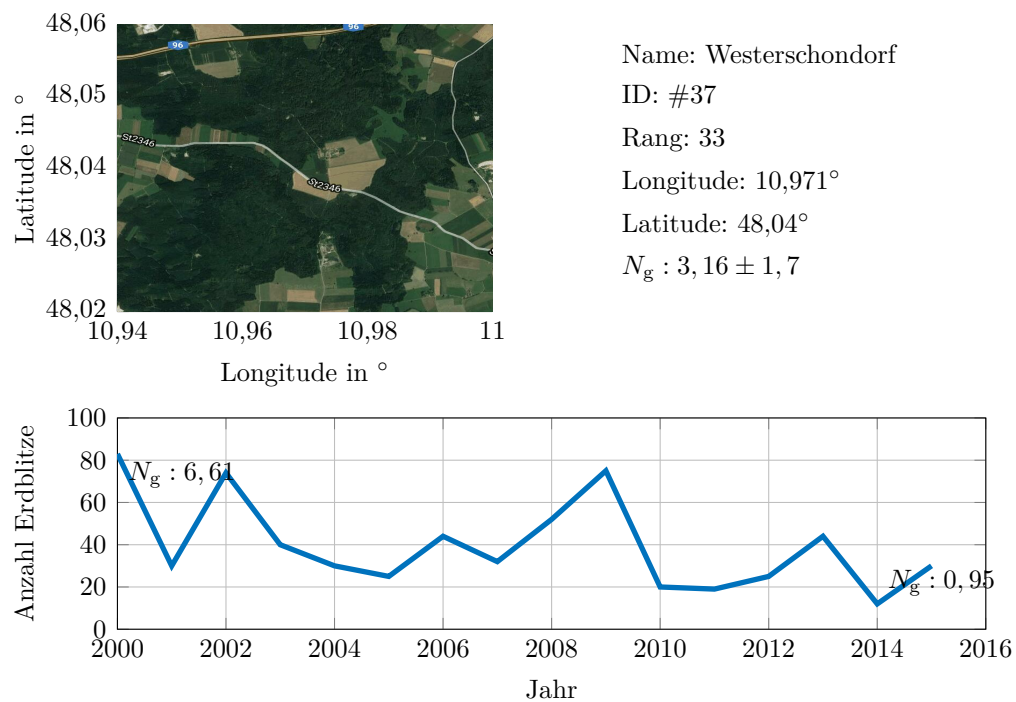 48,06
48,05
48,04
48,03
48,02
Latitude in °
96
96
St2346
St2346
10,94 10,96 10,98 11
Longitude in °
Name: Westerschondorf
ID: #37
Rang: 33
Longitude: 10,971°
Latitude: 48,04°
N_g : 3,16 ± 1,7
100
80
60
40
20
0
Anzahl Erdblitze
N_g : 6,61
N_g : 0,95
2000 2002 2004 2006 2008 2010 2012 2014 2016
Jahr